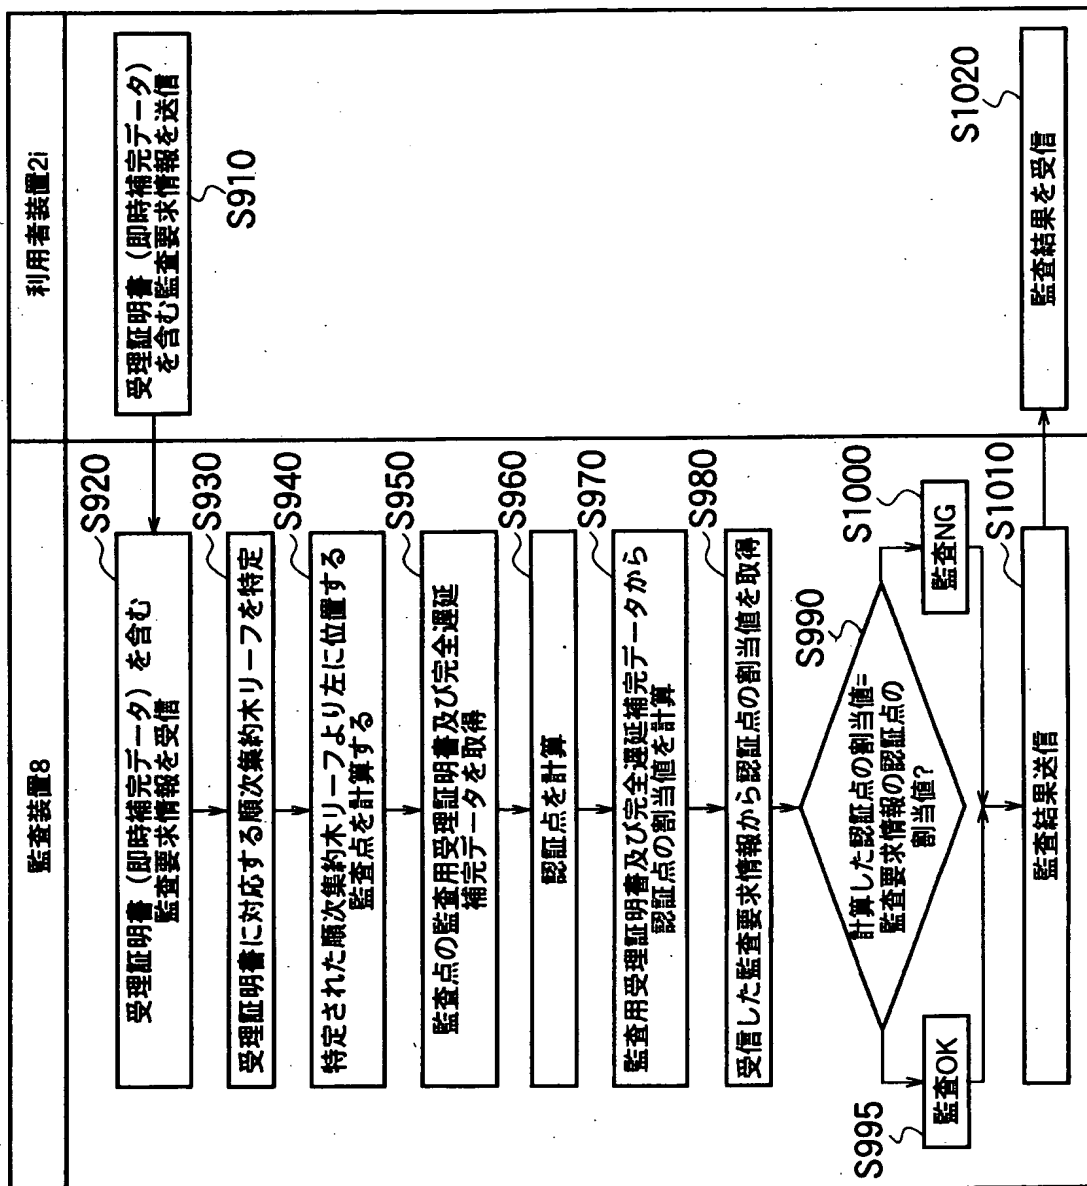 監査装置8
利用者装置2i
受理証明書（即時補完データ）
を含む監査要求情報を送信
S910
S920
受理証明書（即時補完データ）を含む
監査要求情報を受信
S930
受理証明書に対応する順次集約木リーフを特定
S940
特定された順次集約木リーフより左に位置する
監査点を計算する
S950
監査点の監査用受理証明書及び完全遅延
補完データを取得
S960
認証点を計算
S970
監査用受理証明書及び完全遅延補完データから
認証点の割当値を計算
S980
受信した監査要求情報から認証点の割当値を取得
S990
計算した認証点の割当値=
監査要求情報の認証点の
割当値?
S995
監査OK
S1000
監査NG
S1010
監査結果送信
S1020
監査結果を受信